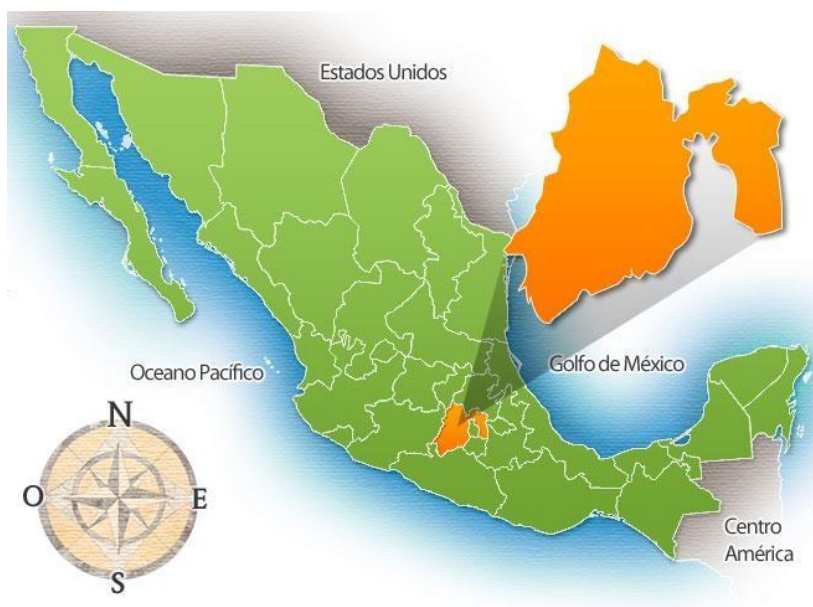 Estados Unidos
Oceano Pacífico
Golfo de México
N
O
E
S
Centro
América